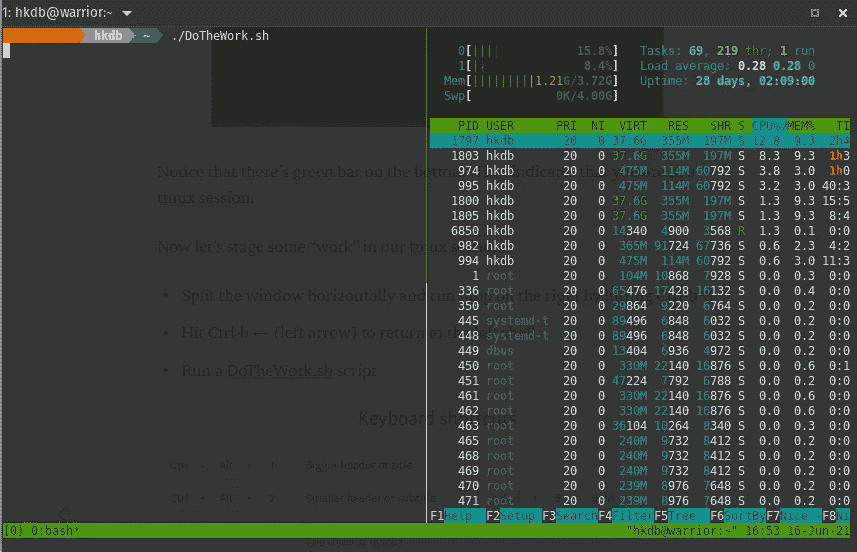 1: hkdb@warrior:~
hkdb ~ ./DoTheWork.sh
0[|||| 15.8%] Tasks: 69, 219 thr; 1 run
1[|| 8.4%] Load average: 0.28 0.28 0
Mem[|||||||||1.21G/3.72G] Uptime: 28 days, 02:09:00
Swp[ 0K/4.00G]
PID USER PRI NI VIRT RES SHR S CPU% MEM% TI
1797 hkdb 20 0 37.6G 355M 197M S 12.8 9.3 2h4
1803 hkdb 20 0 37.6G 355M 197M S 8.3 9.3 1h3
974 hkdb 20 0 475M 114M 60792 S 3.8 3.0 1h0
995 hkdb 20 0 475M 114M 60792 S 3.2 3.0 40:3
1800 hkdb 20 0 37.6G 355M 197M S 1.3 9.3 15:5
1805 hkdb 20 0 37.6G 355M 197M S 1.3 9.3 8:4
6850 hkdb 20 0 14340 4900 3568 R 1.3 0.1 0:0
982 hkdb 20 0 365M 91724 67736 S 0.6 2.3 4:2
994 hkdb 20 0 475M 114M 60792 S 0.6 3.0 11:3
1 root 20 0 104M 10868 7928 S 0.0 0.3 0:0
336 root 20 0 65476 17428 16132 S 0.0 0.4 0:0
350 root 20 0 29864 9220 6764 S 0.0 0.2 0:0
445 systemd-t 20 0 89496 6848 6032 S 0.0 0.2 0:0
448 systemd-t 20 0 89496 6848 6032 S 0.0 0.2 0:0
449 dbus 20 0 13404 6936 4972 S 0.0 0.2 0:0
450 root 20 0 330M 22140 16876 S 0.0 0.6 0:1
451 root 20 0 47224 7792 6788 S 0.0 0.2 0:0
461 root 20 0 330M 22140 16876 S 0.0 0.6 0:0
462 root 20 0 330M 22140 16876 S 0.0 0.6 0:0
463 root 20 0 36104 10264 8340 S 0.0 0.3 0:0
465 root 20 0 240M 9732 8412 S 0.0 0.2 0:0
468 root 20 0 240M 9732 8412 S 0.0 0.2 0:0
469 root 20 0 240M 9732 8412 S 0.0 0.2 0:0
470 root 20 0 239M 8976 7648 S 0.0 0.2 0:0
471 root 20 0 239M 8976 7648 S 0.0 0.2 0:0
F1Help F2Setup F3Search F4Filter F5Tree F6SortBy F7Nice F8Ni
Notice that there's green bar on the bottom
tmux session.
Now let's stage some "work" in our tmux
• Split the window horizontally and run on the right
• Hit Ctrl-b ← (left arrow) to return to
• Run a DoTheWork.sh script
Keyboard shortcuts
Ctrl + Alt + 1 Bigger header or title
Ctrl + Alt + 2 Smaller header or subtitle
[0] 0:bash* "hkdb@warrior:~" 16:53 16-Jun-21